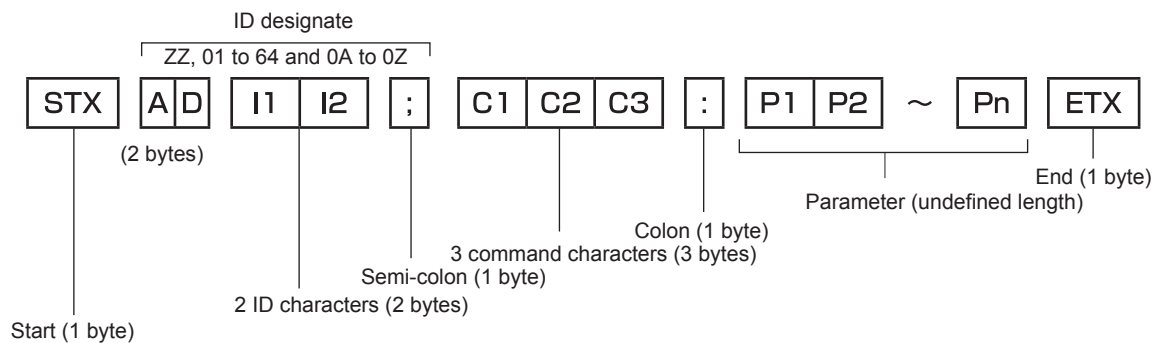 ID designate
ZZ, 01 to 64 and 0A to 0Z
STX A D I1 I2 ; C1 C2 C3 : P1 P2 ～ Pn ETX
(2 bytes)
End (1 byte)
Parameter (undefined length)
Colon (1 byte)
3 command characters (3 bytes)
Semi-colon (1 byte)
2 ID characters (2 bytes)
Start (1 byte)